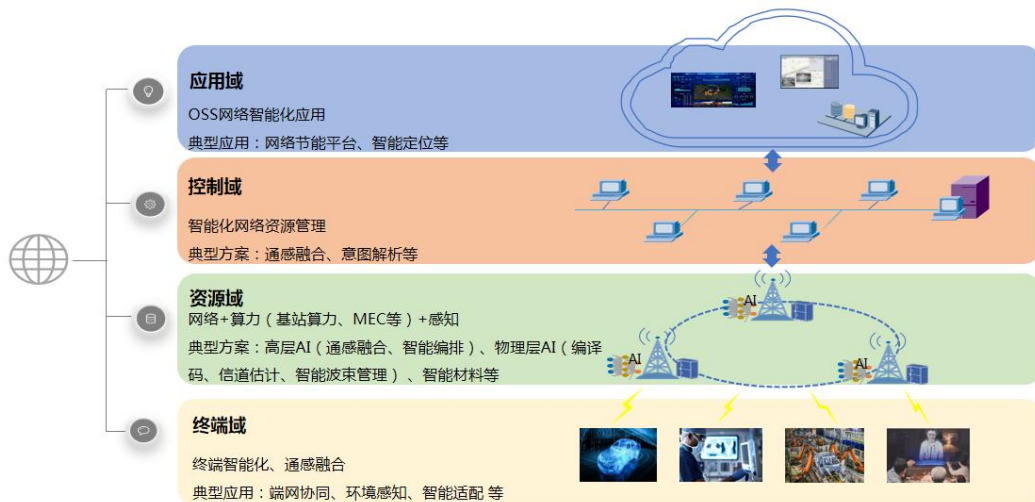 应用域
OSS网络智能化应用
典型应用：网络节能平台、智能定位等
控制域
智能化网络资源管理
典型方案：通感融合、意图解析等
资源域
网络+算力（基站算力、MEC等）+感知
典型方案：高层AI（通感融合、智能编排）、物理层AI（编译
码、信道估计、智能波束管理）、智能材料等
AI
AI
AI
终端域
终端智能化、通感融合
典型应用：端网协同、环境感知、智能适配 等